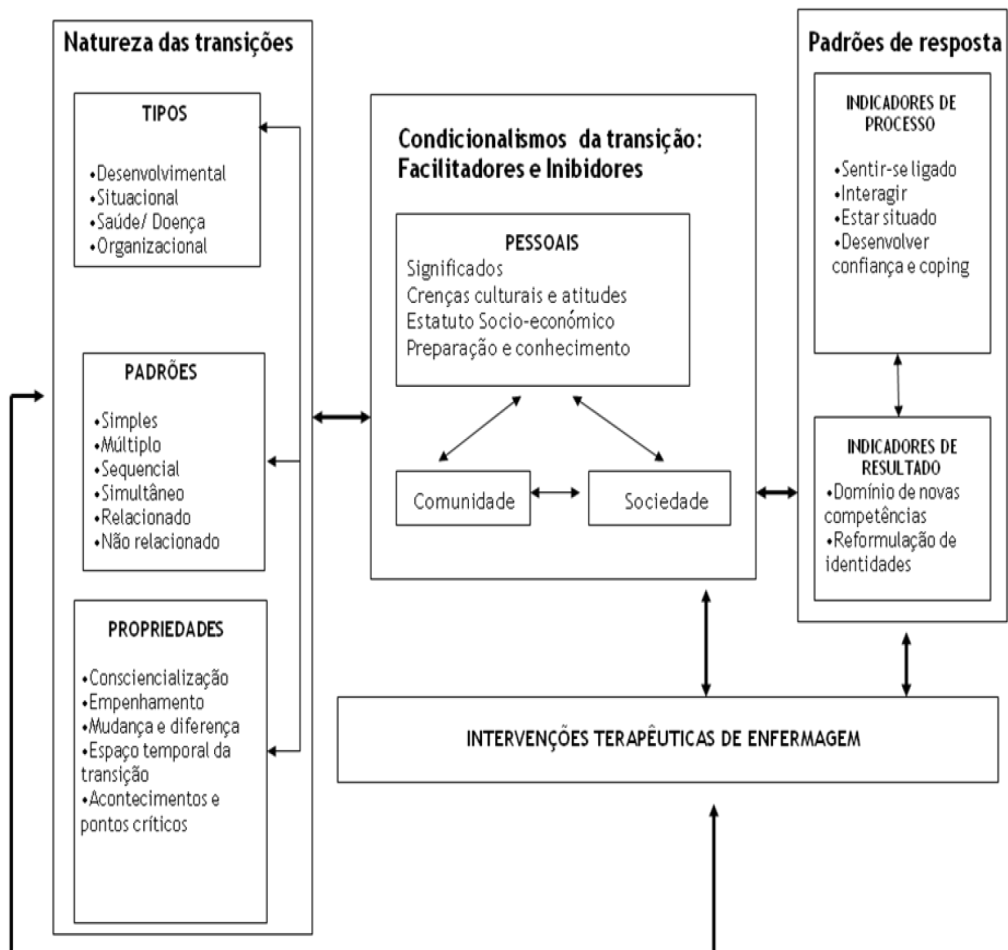 Natureza das transições
TIPOS
•Desenvolvimental
•Situacional
•Saúde/ Doença
•Organizacional
PADRÕES
•Simples
•Múltiplo
•Sequencial
•Simultâneo
•Relacionado
•Não relacionado
PROPRIEDADES
•Consciencialização
•Empenhamento
•Mudança e diferença
•Espaço temporal da
transição
•Acontecimentos e
pontos críticos
Condicionalismos da transição:
Facilitadores e Inibidores
PESSOAIS
Significados
Crenças culturais e atitudes
Estatuto Socio-económico
Preparação e conhecimento
Comunidade
Sociedade
Padrões de resposta
INDICADORES DE
PROCESSO
•Sentir-se ligado
•Interagir
•Estar situado
•Desenvolver
confiança e coping
INDICADORES DE
RESULTADO
•Domínio de novas
competências
•Reformulação de
identidades
INTERVENÇÕES TERAPÊUTICAS DE ENFERMAGEM